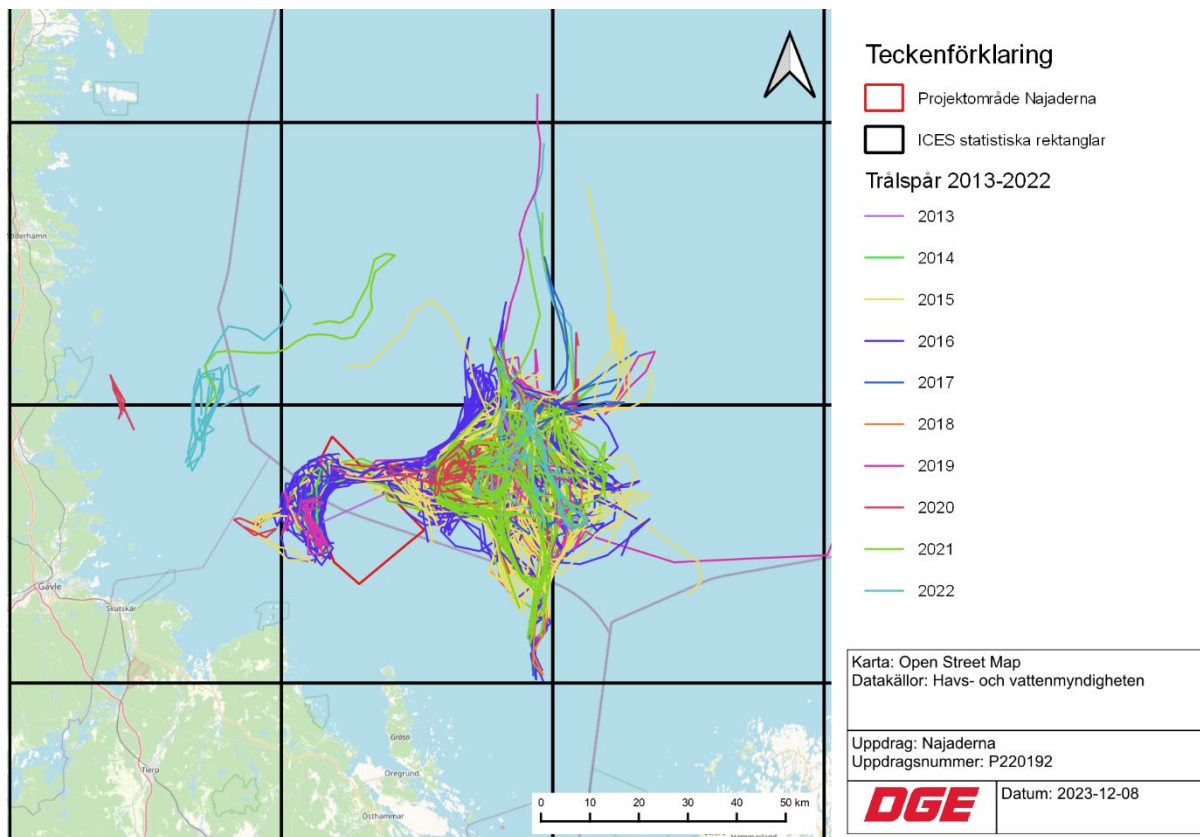 Söderhamn
Gävle
Skutskär
Tierp
Gräsö
Öregrund
Östhammar
0 10 20 30 40 50 km
Teckenförklaring
Projektområde Najaderna
ICES statistiska rektanglar
Trålspår 2013-2022
2013
2014
2015
2016
2017
2018
2019
2020
2021
2022
Karta: Open Street Map
Datakällor: Havs- och vattenmyndigheten
Uppdrag: Najaderna
Uppdragsnummer: P220192
DGE
Datum: 2023-12-08